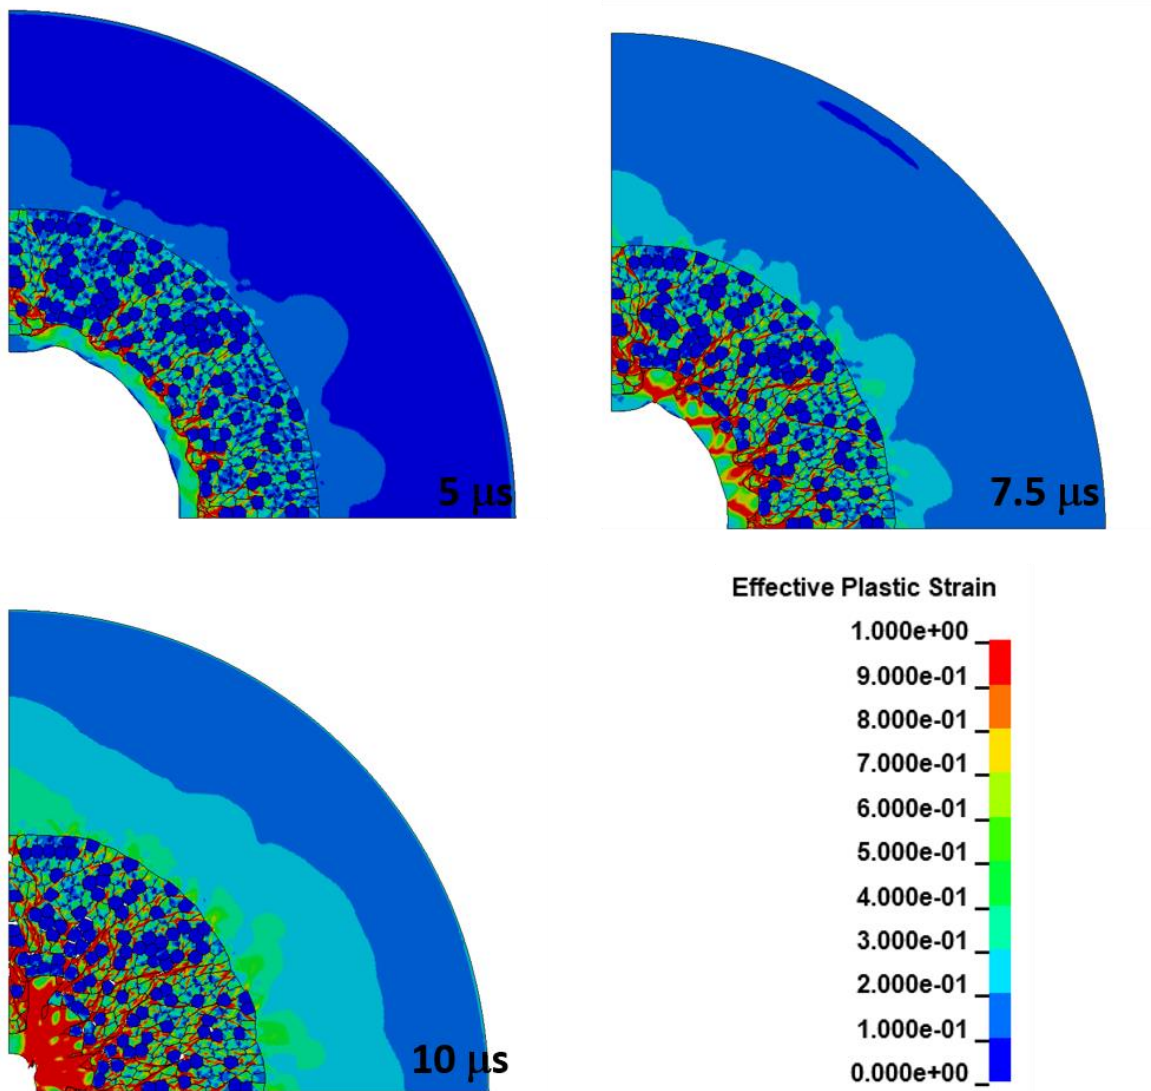 5 μs
7.5 μs
Effective Plastic Strain
1.000e+00
9.000e-01
8.000e-01
7.000e-01
6.000e-01
5.000e-01
4.000e-01
3.000e-01
2.000e-01
1.000e-01
0.000e+00
10 μs